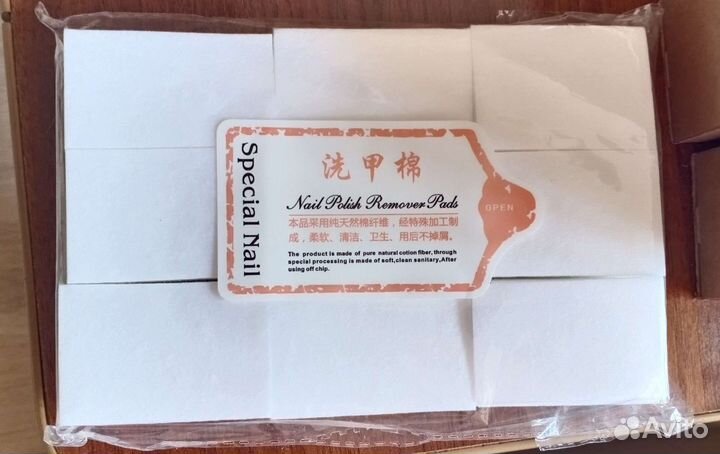 Special Nail
洗甲棉
Nail Polish Remover Pads
OPEN
本品采用纯天然棉纤维，经特殊加工制
成，柔软、清洁、卫生、用后不掉屑。
The product is made of pure natural cotion fiber, through
special processing is made of soft,clean sanitary,After
using off chip.
Avito